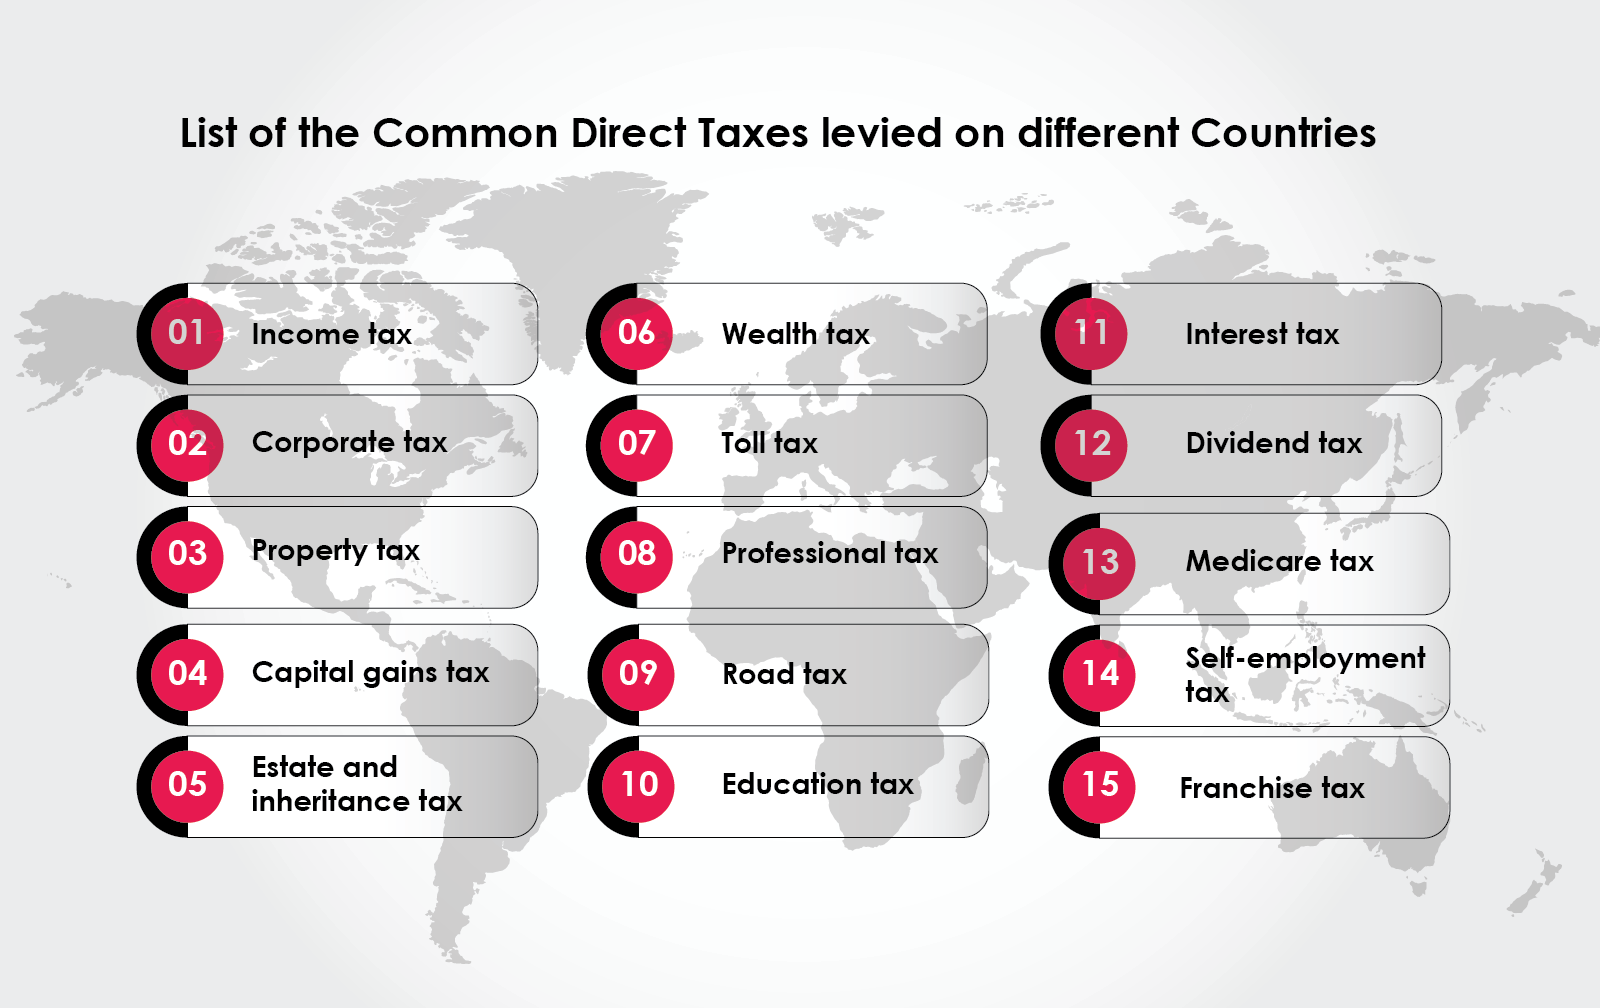 List of the Common Direct Taxes levied on different Countries
01 Income tax
02 Corporate tax
03 Property tax
04 Capital gains tax
05 Estate and
inheritance tax
06 Wealth tax
07 Toll tax
08 Professional tax
09 Road tax
10 Education tax
11 Interest tax
12 Dividend tax
13 Medicare tax
14 Self-employment
tax
15 Franchise tax